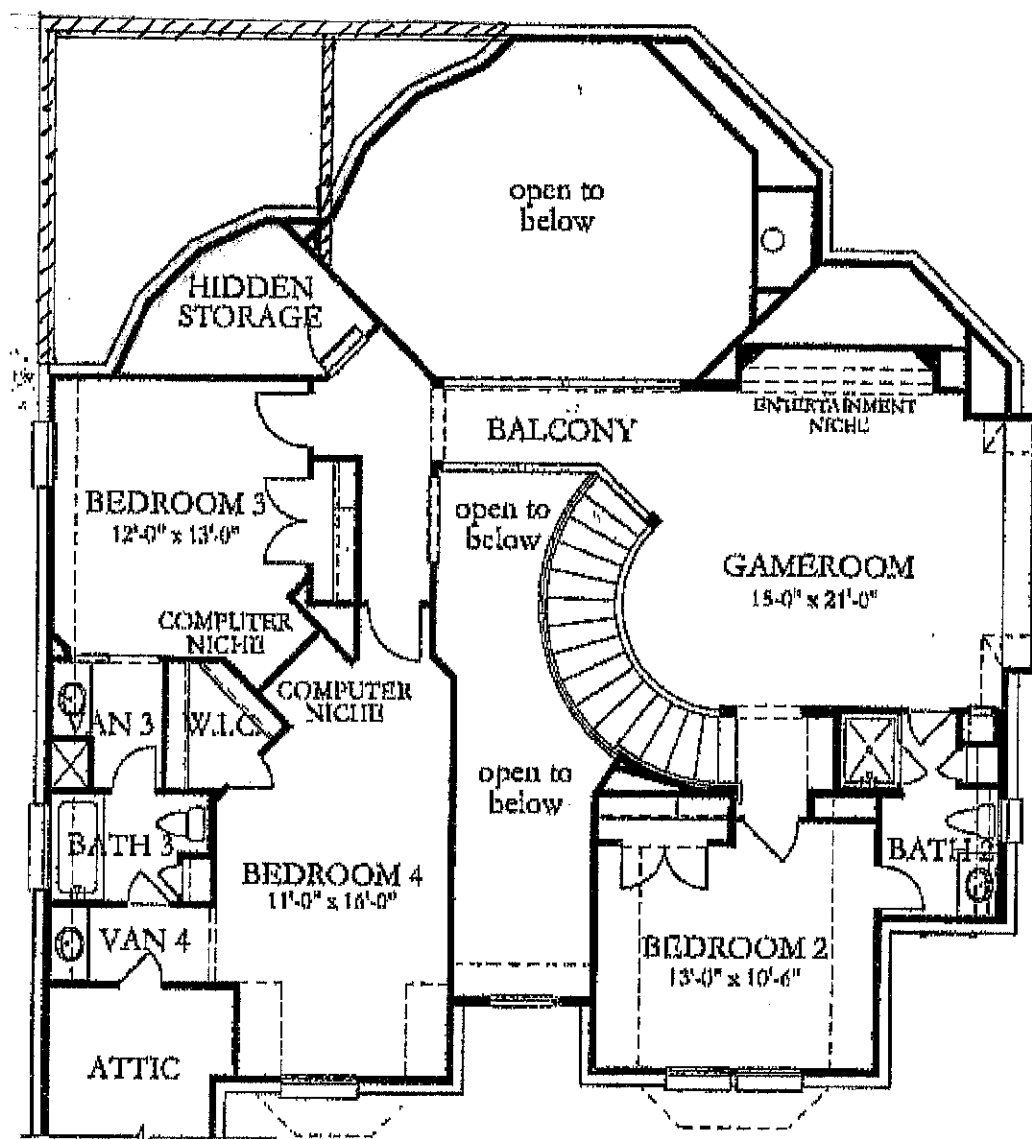 open to
below
HIDDEN
STORAGE
ENTERTAINMENT
NICHE
BALCONY
BEDROOM 3
12'-0" x 13'-0"
open to
below
GAMEROOM
15-0" x 21'-0"
COMPUTER
NICHE
COMPUTER
NICHE
VAN 3
W.I.C.
open to
below
BATH 3
BATH 2
BEDROOM 4
11'-0" x 16'-0"
VAN 4
BEDROOM 2
13'-0" x 10'-6"
ATTIC